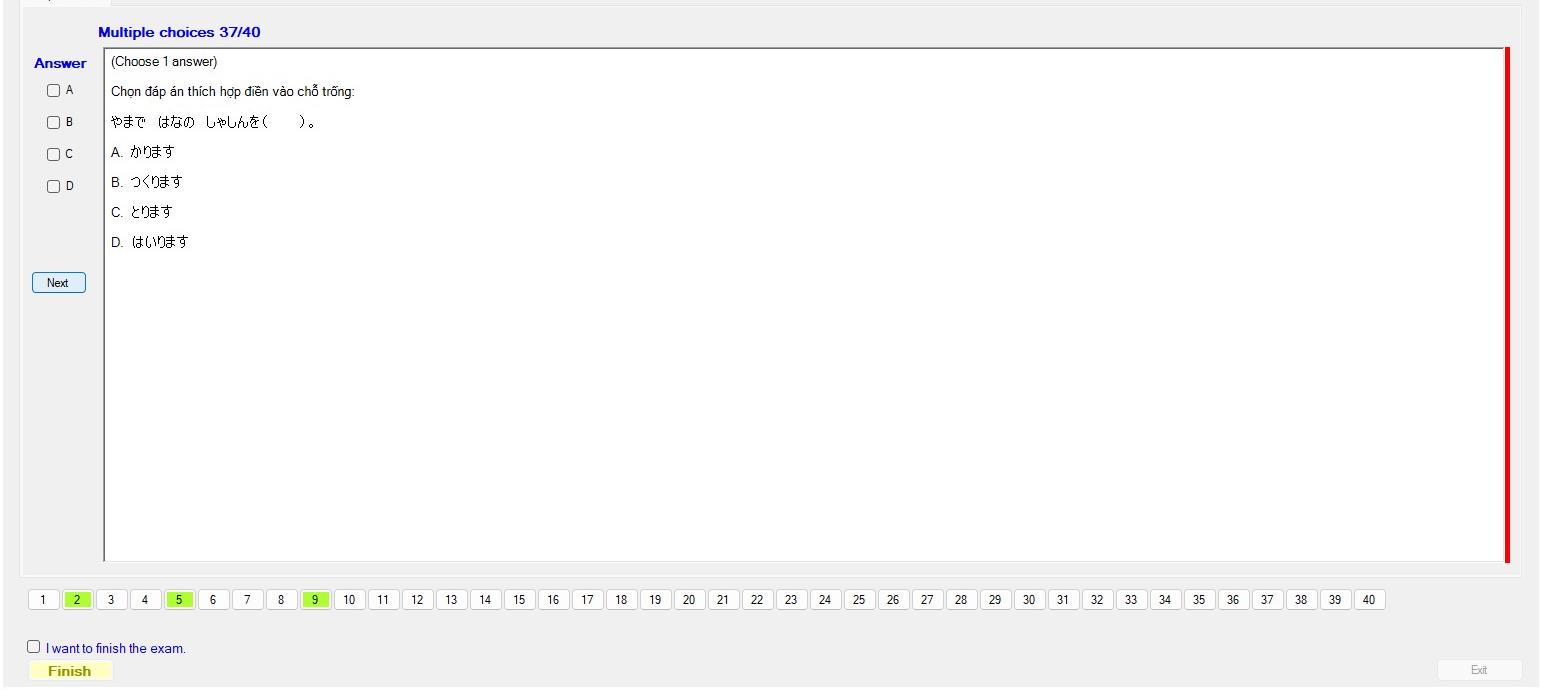 Multiple choices 37/40
Answer
A
B
C
D
(Choose 1 answer)
Chọn đáp án thích hợp điền vào chỗ trống:
やまで　はなの　しゃしんを(　　)。
A. かります
B. つくります
C. とります
D. はいります
Next
1 2 3 4 5 6 7 8 9 10 11 12 13 14 15 16 17 18 19 20 21 22 23 24 25 26 27 28 29 30 31 32 33 34 35 36 37 38 39 40
I want to finish the exam.
Finish
Exit